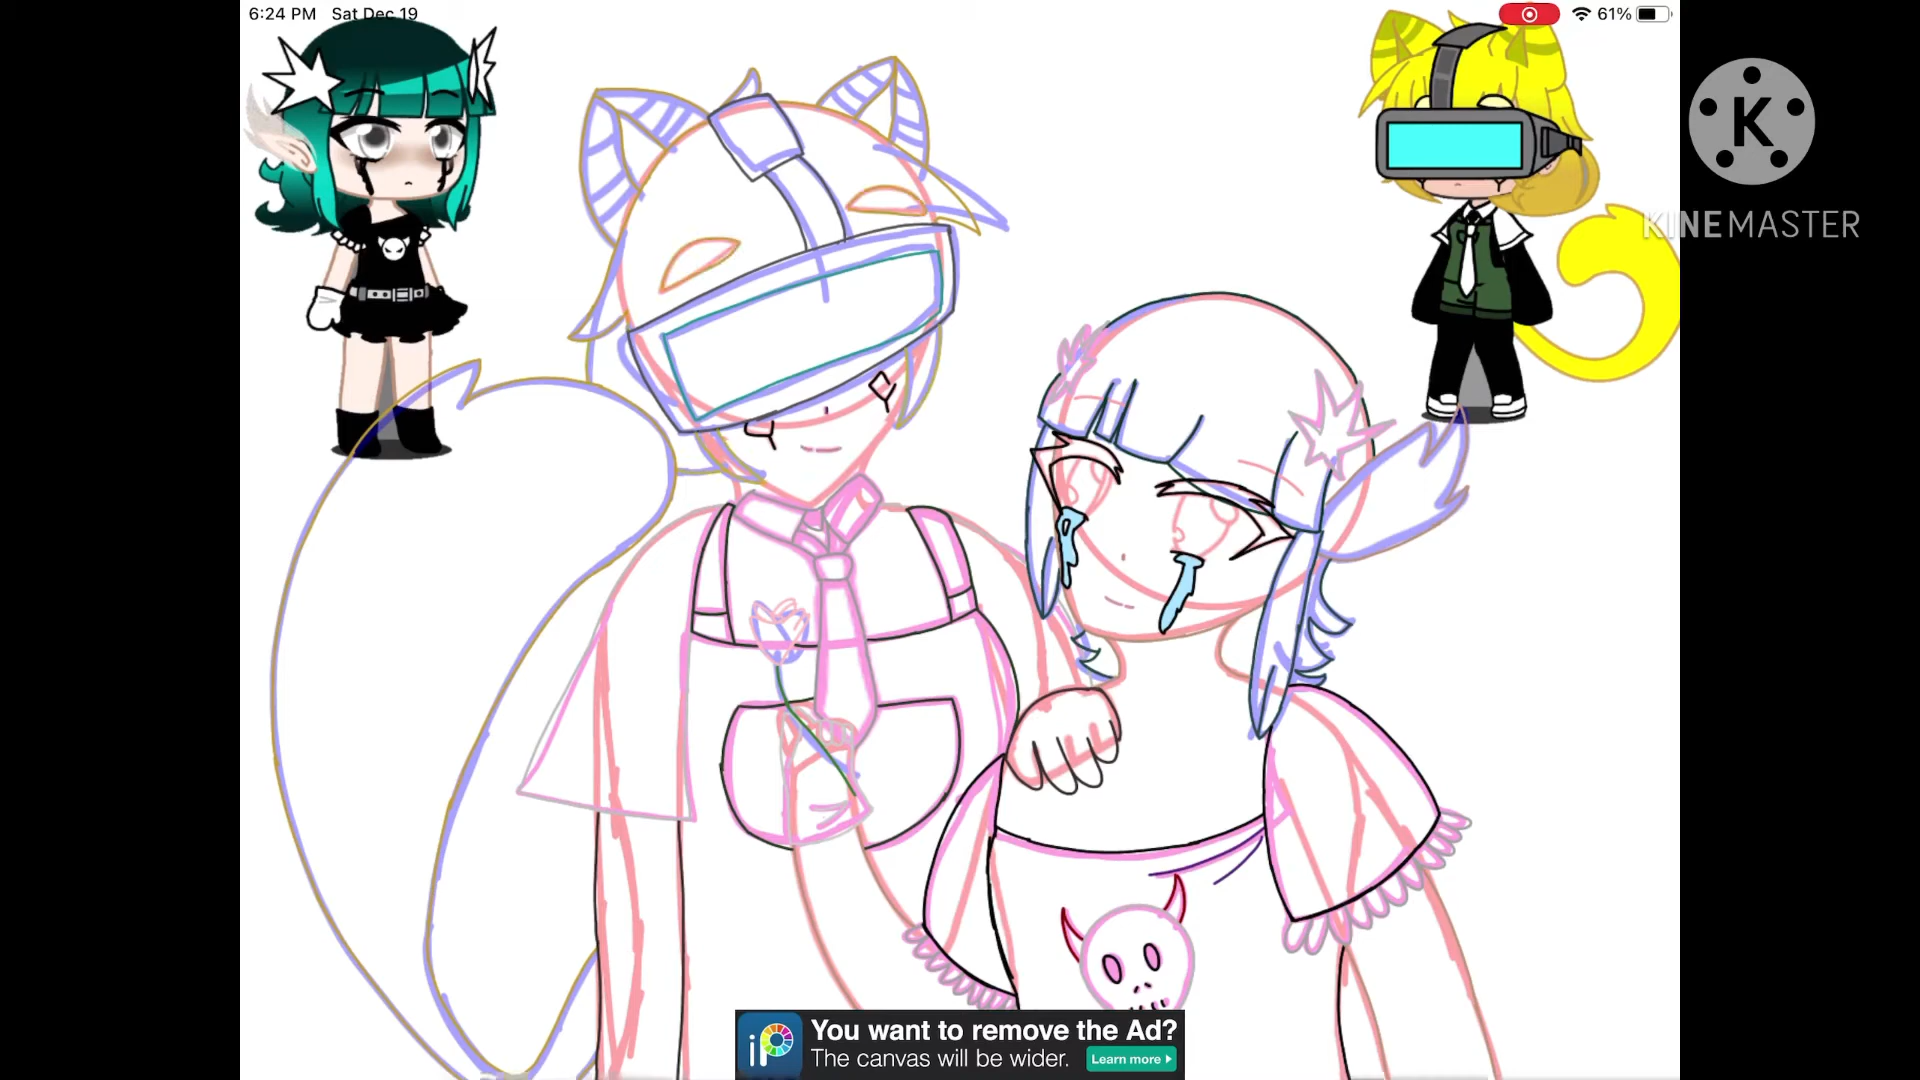 6:24 PM Sat Dec 19
61%
K
KINEMASTER
iP
You want to remove the Ad?
The canvas will be wider.
Learn more